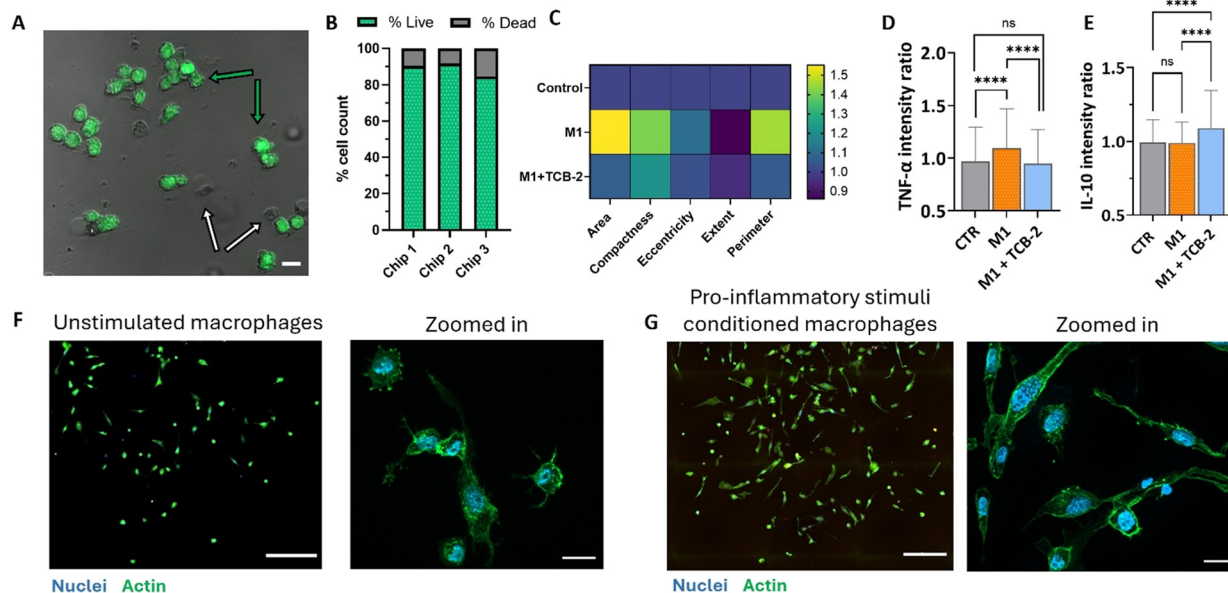 A
B
% Live % Dead
% cell count
100
80
60
40
20
0
Chip 1
Chip 2
Chip 3
C
Control
M1
M1+TCB-2
Area
Compactness
Eccentricity
Extent
Perimeter
1.5
1.4
1.3
1.2
1.1
1.0
0.9
D
ns
****
****
TNF-α intensity ratio
2.0
1.5
1.0
0.5
CTR
M1
M1 + TCB-2
E
****
****
ns
IL-10 intensity ratio
1.5
1.0
0.5
CTR
M1
M1 + TCB-2
F
Unstimulated macrophages
Zoomed in
Nuclei Actin
G
Pro-inflammatory stimuli
conditioned macrophages
Zoomed in
Nuclei Actin